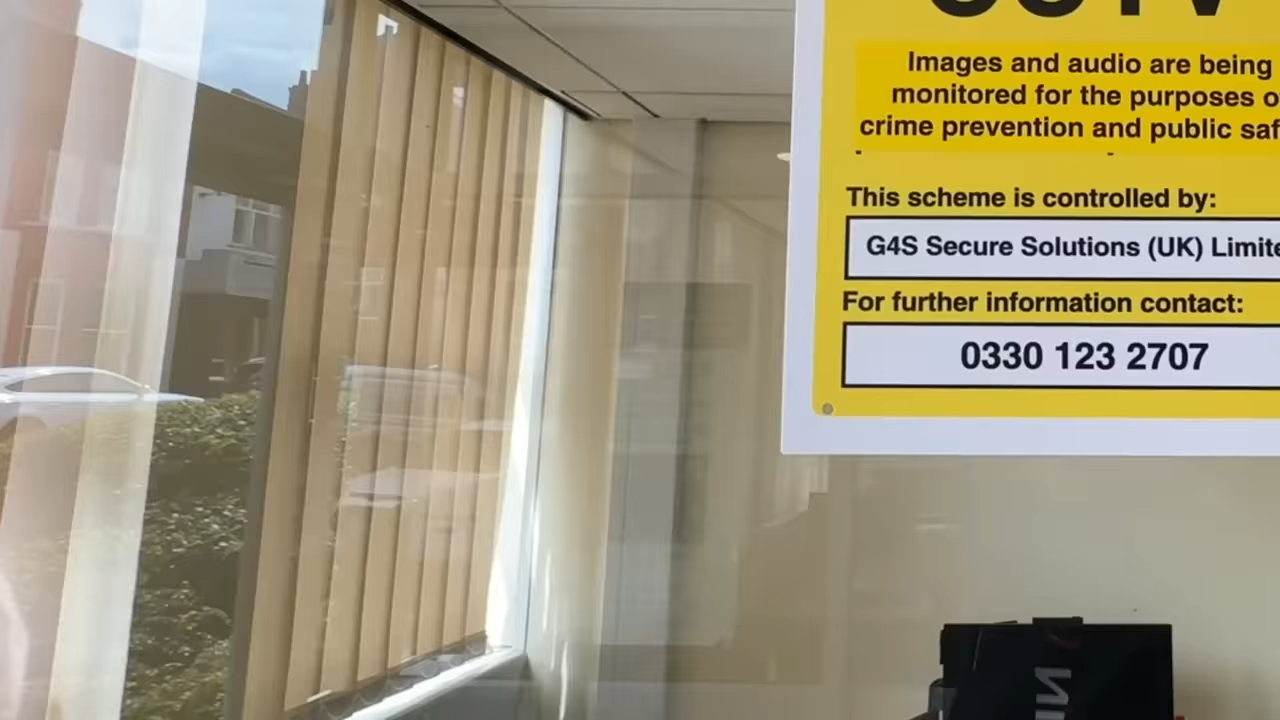 CCTV
Images and audio are being
monitored for the purposes o
crime prevention and public saf
This scheme is controlled by:
G4S Secure Solutions (UK) Limite
For further information contact:
0330 123 2707